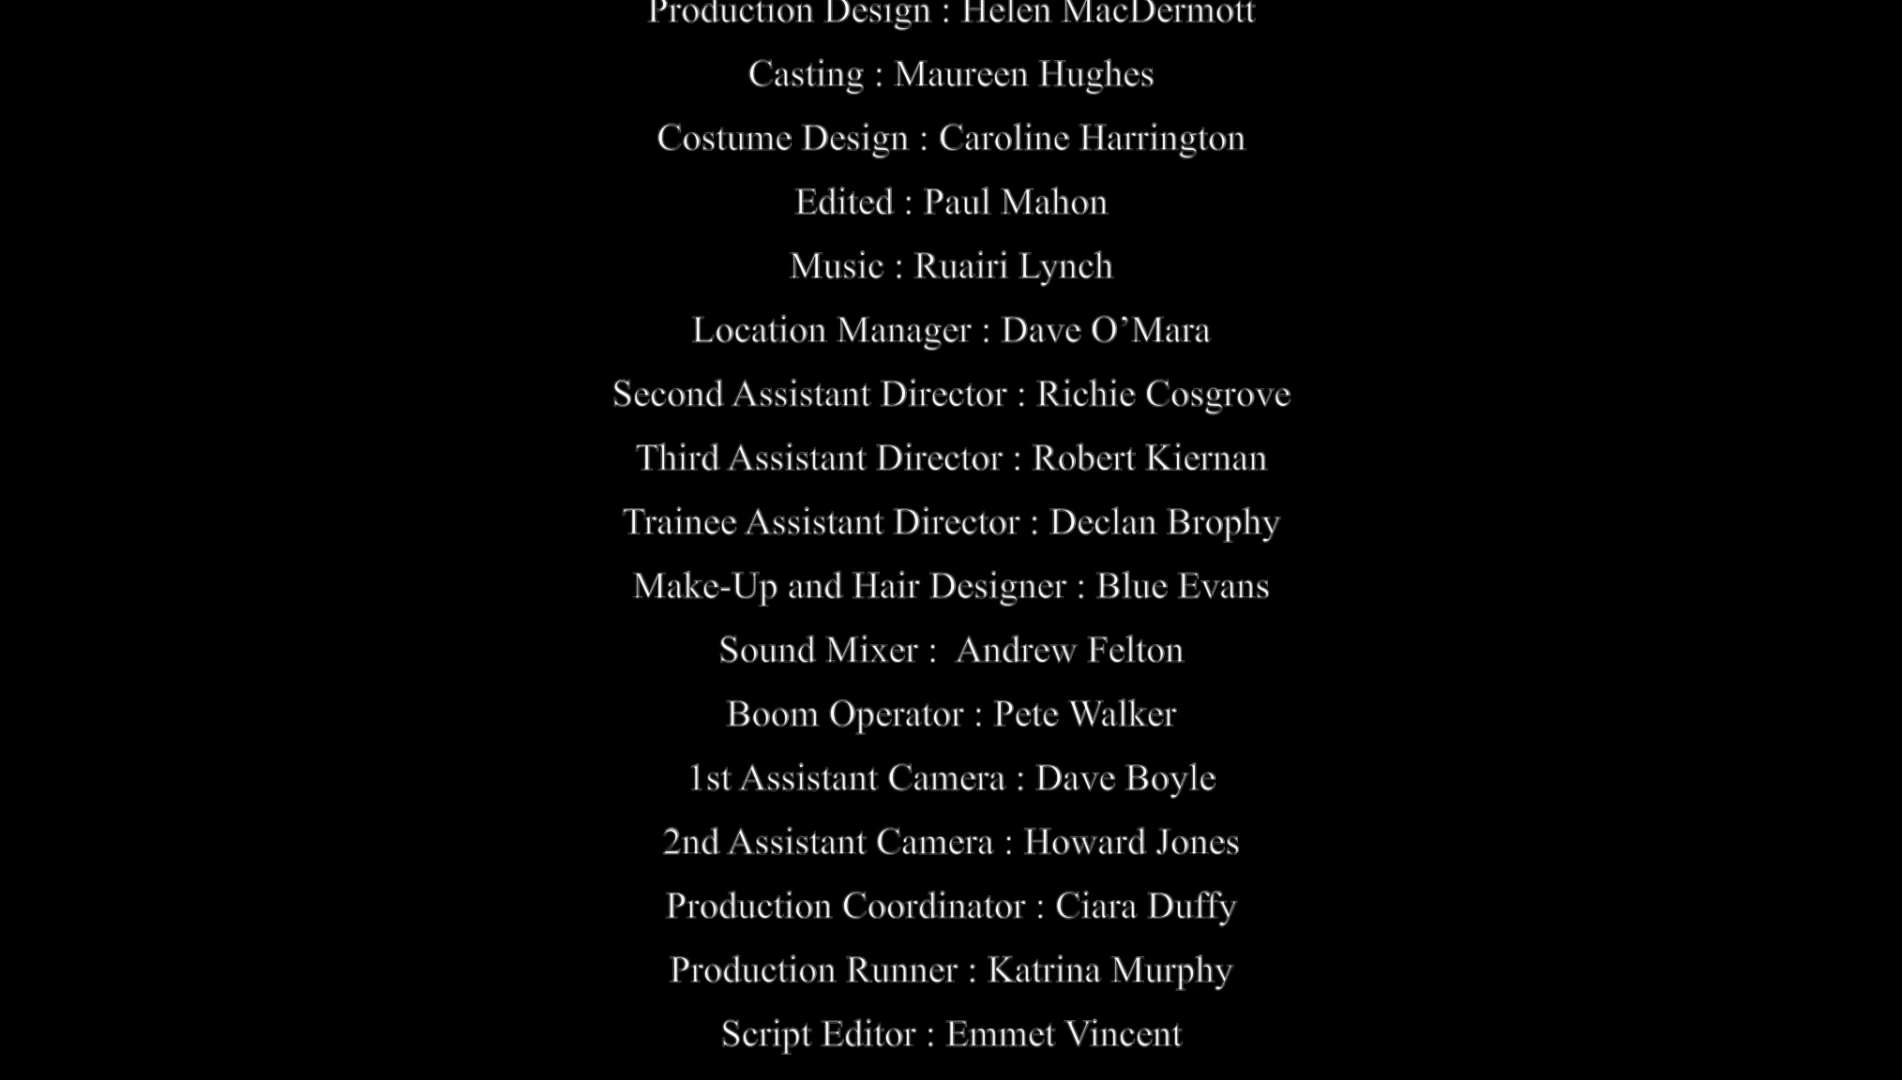 Production Design : Helen MacDermott
Casting : Maureen Hughes
Costume Design : Caroline Harrington
Edited : Paul Mahon
Music : Ruairi Lynch
Location Manager : Dave O’Mara
Second Assistant Director : Richie Cosgrove
Third Assistant Director : Robert Kiernan
Trainee Assistant Director : Declan Brophy
Make-Up and Hair Designer : Blue Evans
Sound Mixer :  Andrew Felton
Boom Operator : Pete Walker
1st Assistant Camera : Dave Boyle
2nd Assistant Camera : Howard Jones
Production Coordinator : Ciara Duffy
Production Runner : Katrina Murphy
Script Editor : Emmet Vincent